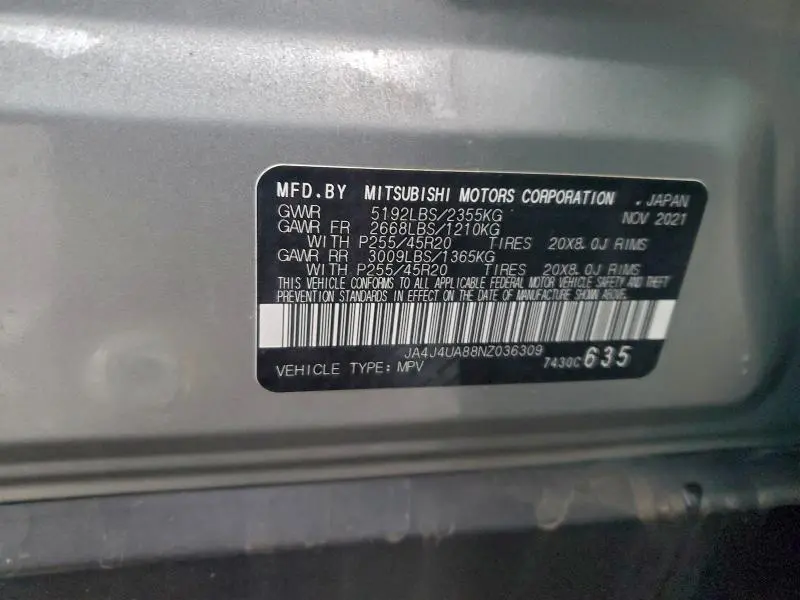 MFD.BY MITSUBISHI MOTORS CORPORATION , JAPAN
GVWR 5192LBS/2355KG NOV 2021
GAWR FR 2668LBS/1210KG
WITH P255/45R20 TIRES 20X8.0J RIMS
GAWR RR 3009LBS/1365KG
WITH P255/45R20 TIRES 20X8.0J RIMS
THIS VEHICLE CONFORMS TO ALL APPLICABLE FEDERAL MOTOR VEHICLE SAFETY AND THEFT
PREVENTION STANDARDS IN EFFECT ON THE DATE OF MANUFACTURE SHOWN ABOVE.
JA4J4UA88NZ036309
VEHICLE TYPE: MPV 7430C 635